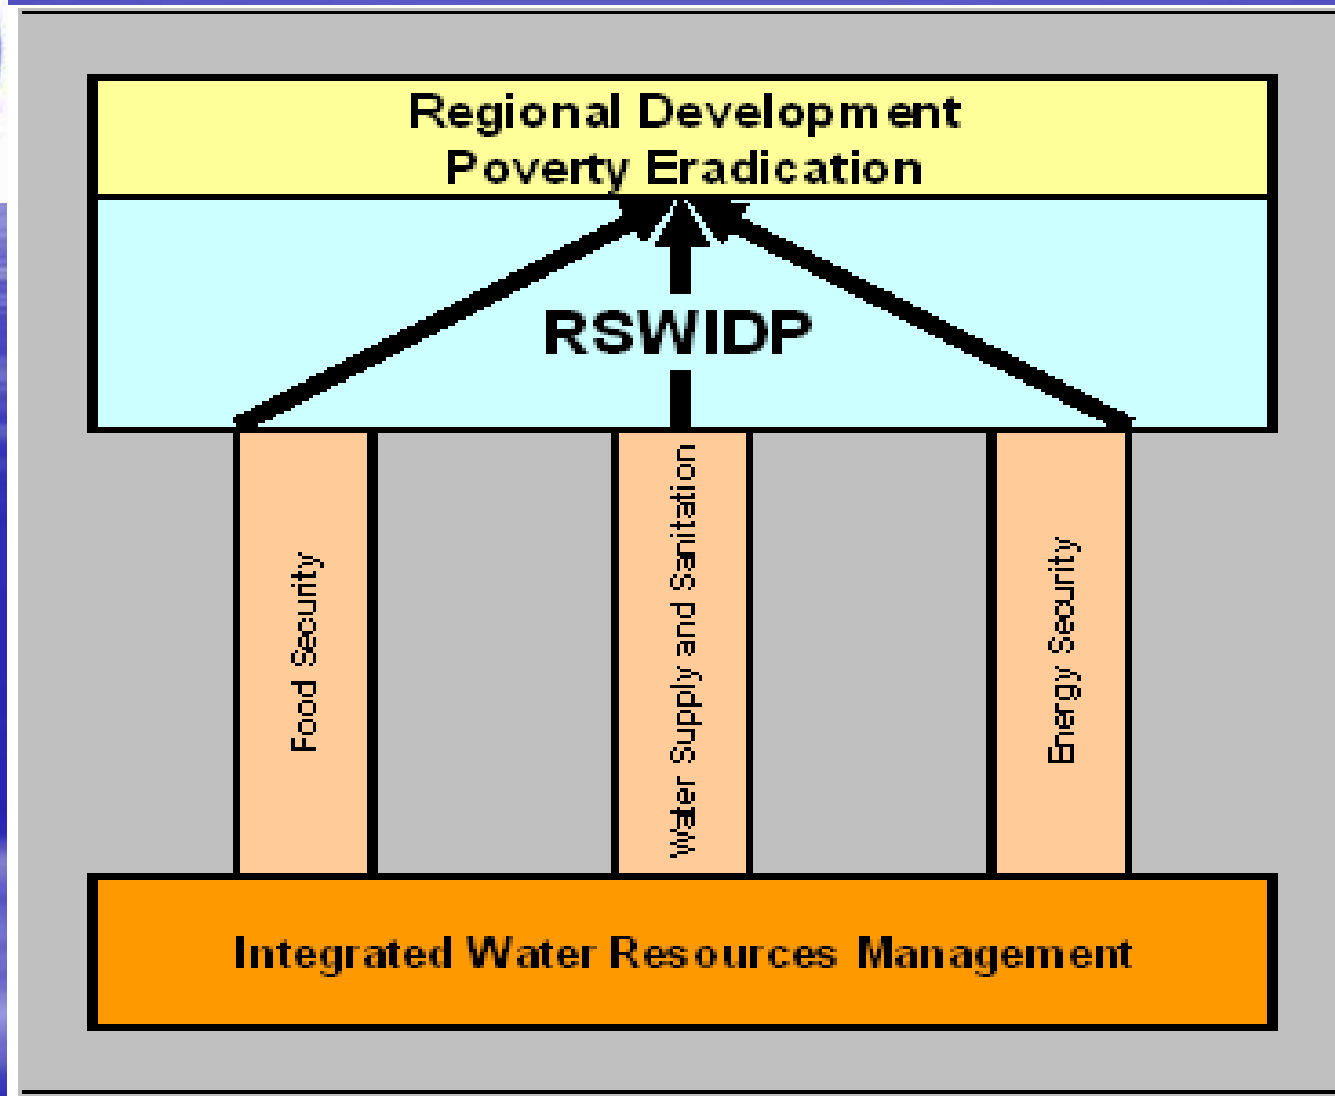 Regional Development
Poverty Eradication
RSWIDP
Food Security
Water Supply and Sanitation
Energy Security
Integrated Water Resources Management